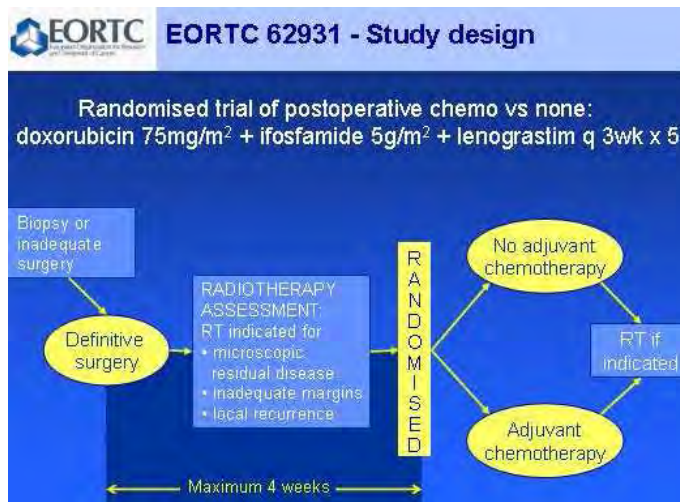 EORTC
EORTC 62931 - Study design
Randomised trial of postoperative chemo vs none:
doxorubicin 75mg/m² + ifosfamide 5g/m² + lenograstim q 3wk x 5
Biopsy or
inadequate
surgery
Definitive
surgery
RADIOTHERAPY
ASSESSMENT:
RT indicated for
• microscopic
residual disease
• inadequate margins
• local recurrence
R
A
N
D
O
M
I
S
E
D
No adjuvant
chemotherapy
Adjuvant
chemotherapy
RT if
indicated
Maximum 4 weeks